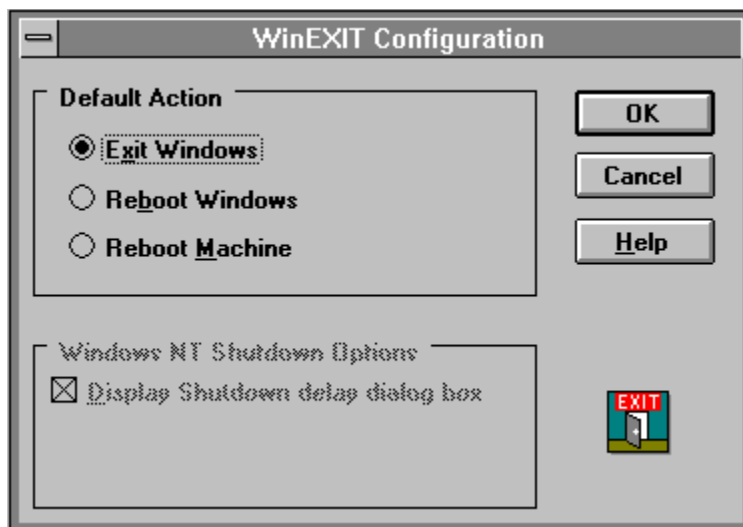 WinEXIT Configuration
Default Action
Exit Windows
Reboot Windows
Reboot Machine
OK
Cancel
Help
Windows NT Shutdown Options
Display Shutdown delay dialog box
EXIT